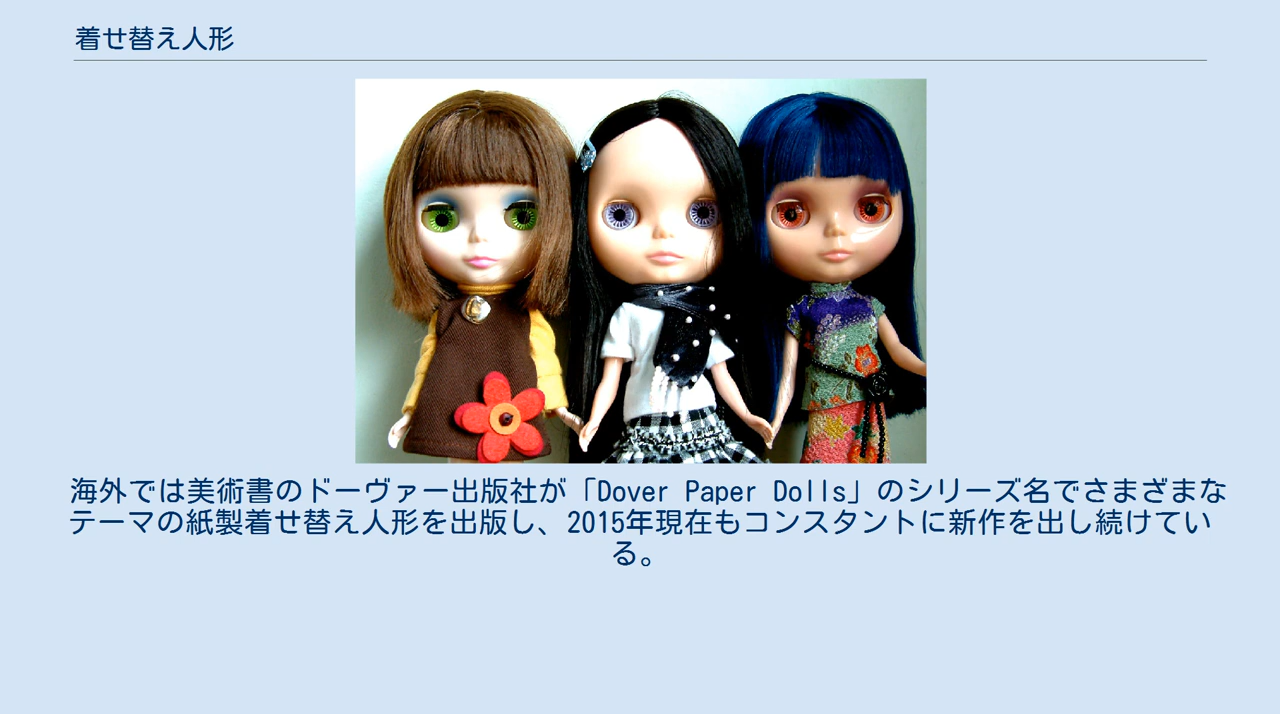 着せ替え人形
海外では美術書のドーヴァー出版社が「Dover Paper Dolls」のシリーズ名でさまざまな
テーマの紙製着せ替え人形を出版し、2015年現在もコンスタントに新作を出し続けてい
る。